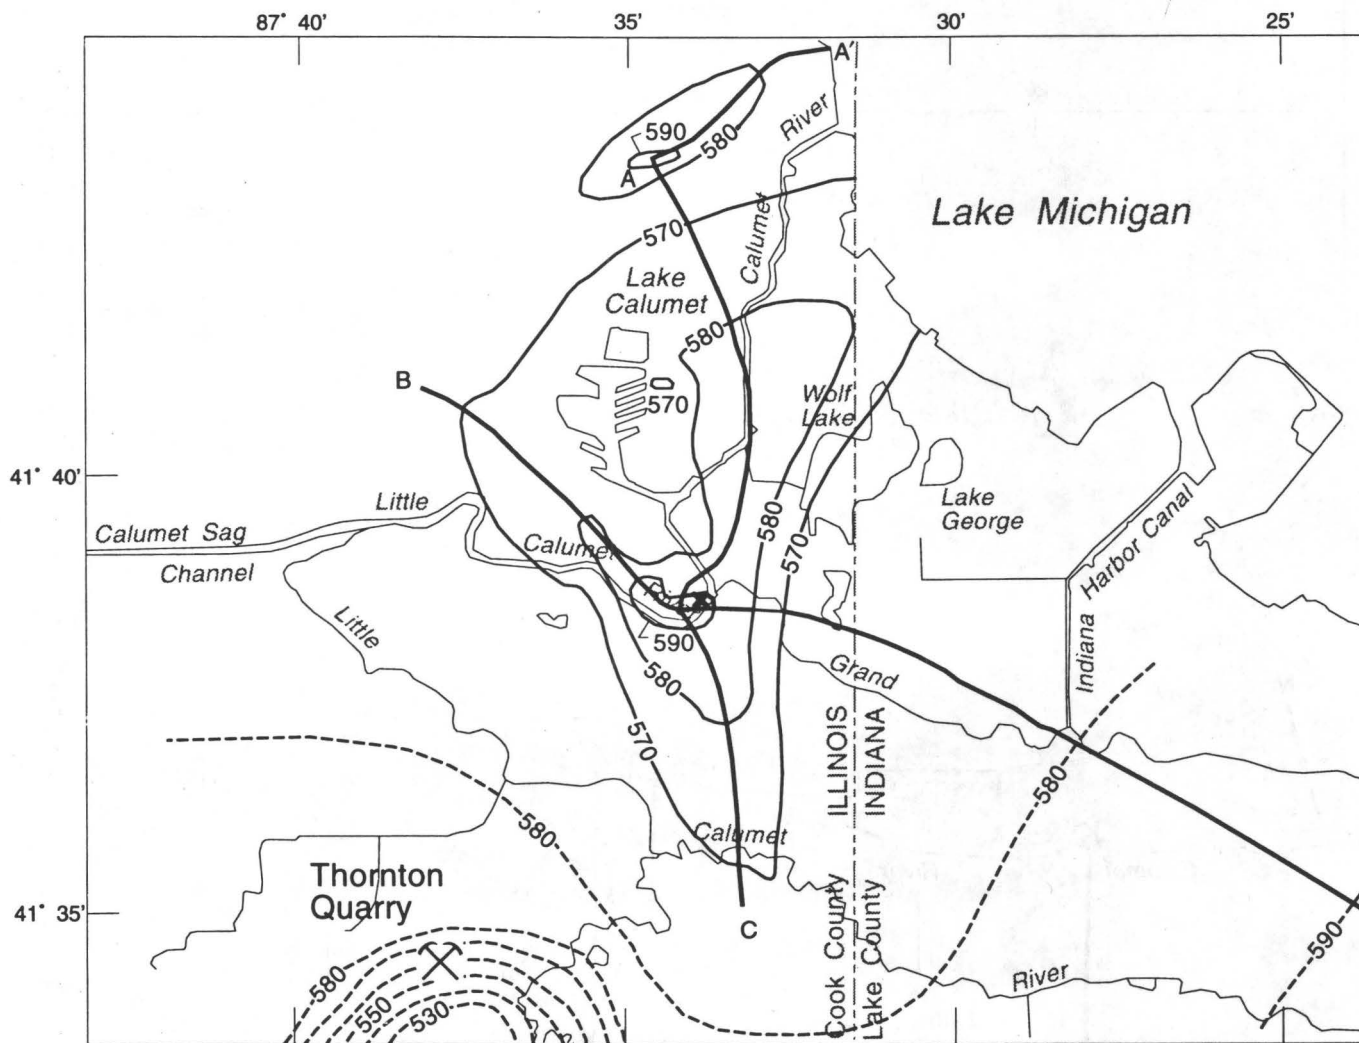 87° 40'
35'
30'
25'
A'
590
580
A
River
570
Calumet
Lake Michigan
Lake
Calumet
580
B
570
Wolf
Lake
41° 40'
Little
Calumet Sag
Channel
Calumet
580
570
Lake
George
Harbor Canal
Indiana
Little
590
580
570
Grand
ILLINOIS
INDIANA
580
580
Calumet
Thornton
Quarry
41° 35'
C
Cook County
Lake County
590
River
580
550
530